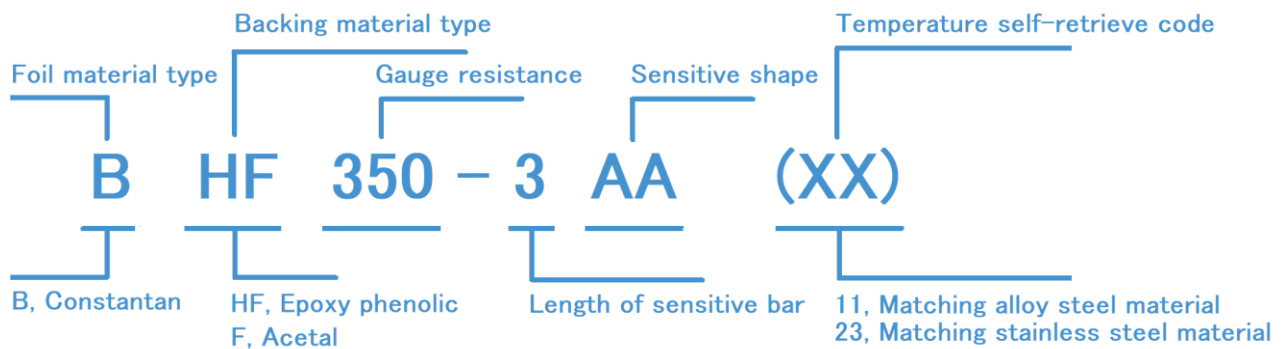 Backing material type
Temperature self-retrieve code
Foil material type
Gauge resistance
Sensitive shape
B HF 350 - 3 AA (XX)
B, Constantan
HF, Epoxy phenolic
F, Acetal
Length of sensitive bar
11, Matching alloy steel material
23, Matching stainless steel material